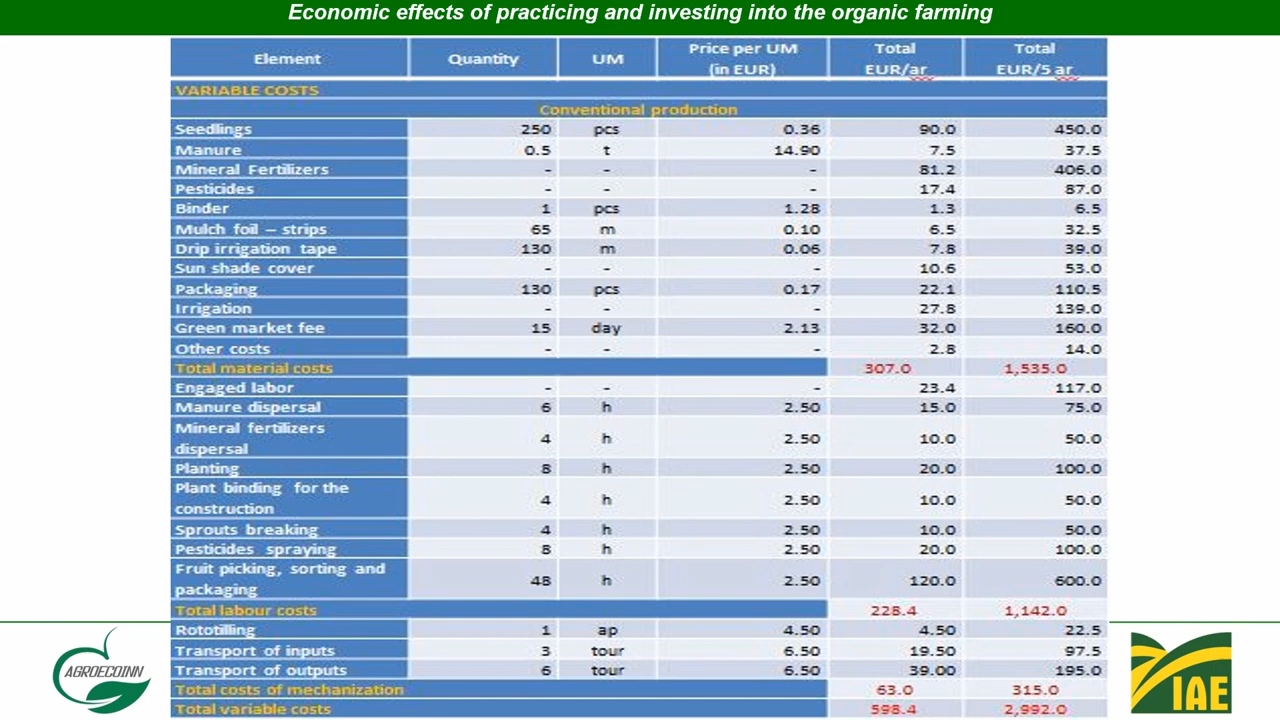 Economic effects of practicing and investing into the organic farming
Element Quantity UM Price per UM (in EUR) Total EUR/ar Total EUR/5 ar
VARIABLE COSTS
Conventional production
Seedlings 250 pcs 0.36 90.0 450.0
Manure 0.5 t 14.90 7.5 37.5
Mineral Fertilizers - - - 81.2 406.0
Pesticides - - - 17.4 87.0
Binder 1 pcs 1.28 1.3 6.5
Mulch foil – strips 65 m 0.10 6.5 32.5
Drip irrigation tape 130 m 0.06 7.8 39.0
Sun shade cover - - - 10.6 53.0
Packaging 130 pcs 0.17 22.1 110.5
Irrigation - - - 27.8 139.0
Green market fee 15 day 2.13 32.0 160.0
Other costs - - - 2.8 14.0
Total material costs 307.0 1,535.0
Engaged labor - - - 23.4 117.0
Manure dispersal 6 h 2.50 15.0 75.0
Mineral fertilizers dispersal 4 h 2.50 10.0 50.0
Planting 8 h 2.50 20.0 100.0
Plant binding for the construction 4 h 2.50 10.0 50.0
Sprouts breaking 4 h 2.50 10.0 50.0
Pesticides spraying 8 h 2.50 20.0 100.0
Fruit picking, sorting and packaging 48 h 2.50 120.0 600.0
Total labour costs 228.4 1,142.0
Rototilling 1 ap 4.50 4.50 22.5
Transport of inputs 3 tour 6.50 19.50 97.5
Transport of outputs 6 tour 6.50 39.00 195.0
Total costs of mechanization 63.0 315.0
Total variable costs 598.4 2,992.0
AGROECOINN
IAE